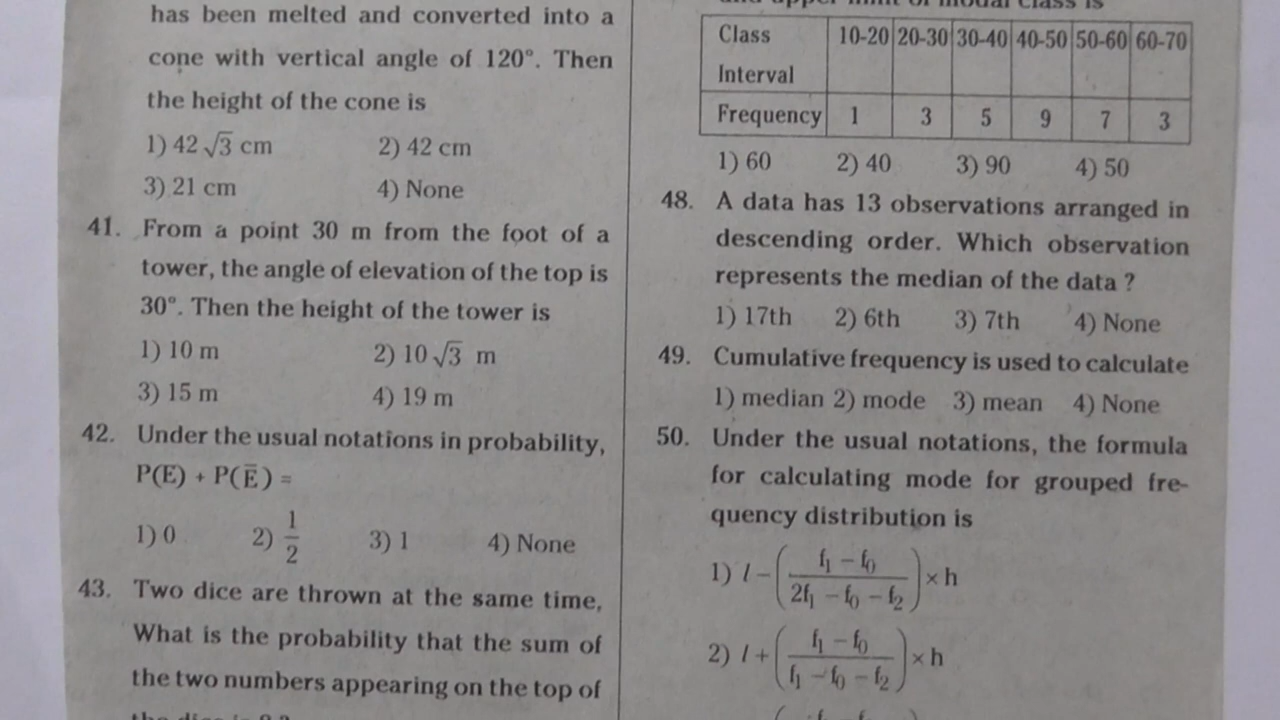 has been melted and converted into a
cone with vertical angle of 120°. Then
the height of the cone is
1) 42 √3 cm 2) 42 cm
3) 21 cm 4) None
41. From a point 30 m from the foot of a
tower, the angle of elevation of the top is
30°. Then the height of the tower is
1) 10 m 2) 10 √3 m
3) 15 m 4) 19 m
42. Under the usual notations in probability,
P(E) + P(E̅) =
1) 0 2) 1/2 3) 1 4) None
43. Two dice are thrown at the same time,
What is the probability that the sum of
the two numbers appearing on the top of
and upper limit of modal class is
Class Interval 10-20 20-30 30-40 40-50 50-60 60-70
Frequency 1 3 5 9 7 3
1) 60 2) 40 3) 90 4) 50
48. A data has 13 observations arranged in
descending order. Which observation
represents the median of the data ?
1) 17th 2) 6th 3) 7th 4) None
49. Cumulative frequency is used to calculate
1) median 2) mode 3) mean 4) None
50. Under the usual notations, the formula
for calculating mode for grouped fre-
quency distribution is
1) l − ((f₁ − f₀)/(2f₁ − f₀ − f₂)) × h
2) l + ((f₁ − f₀)/(f₁ − f₀ − f₂)) × h